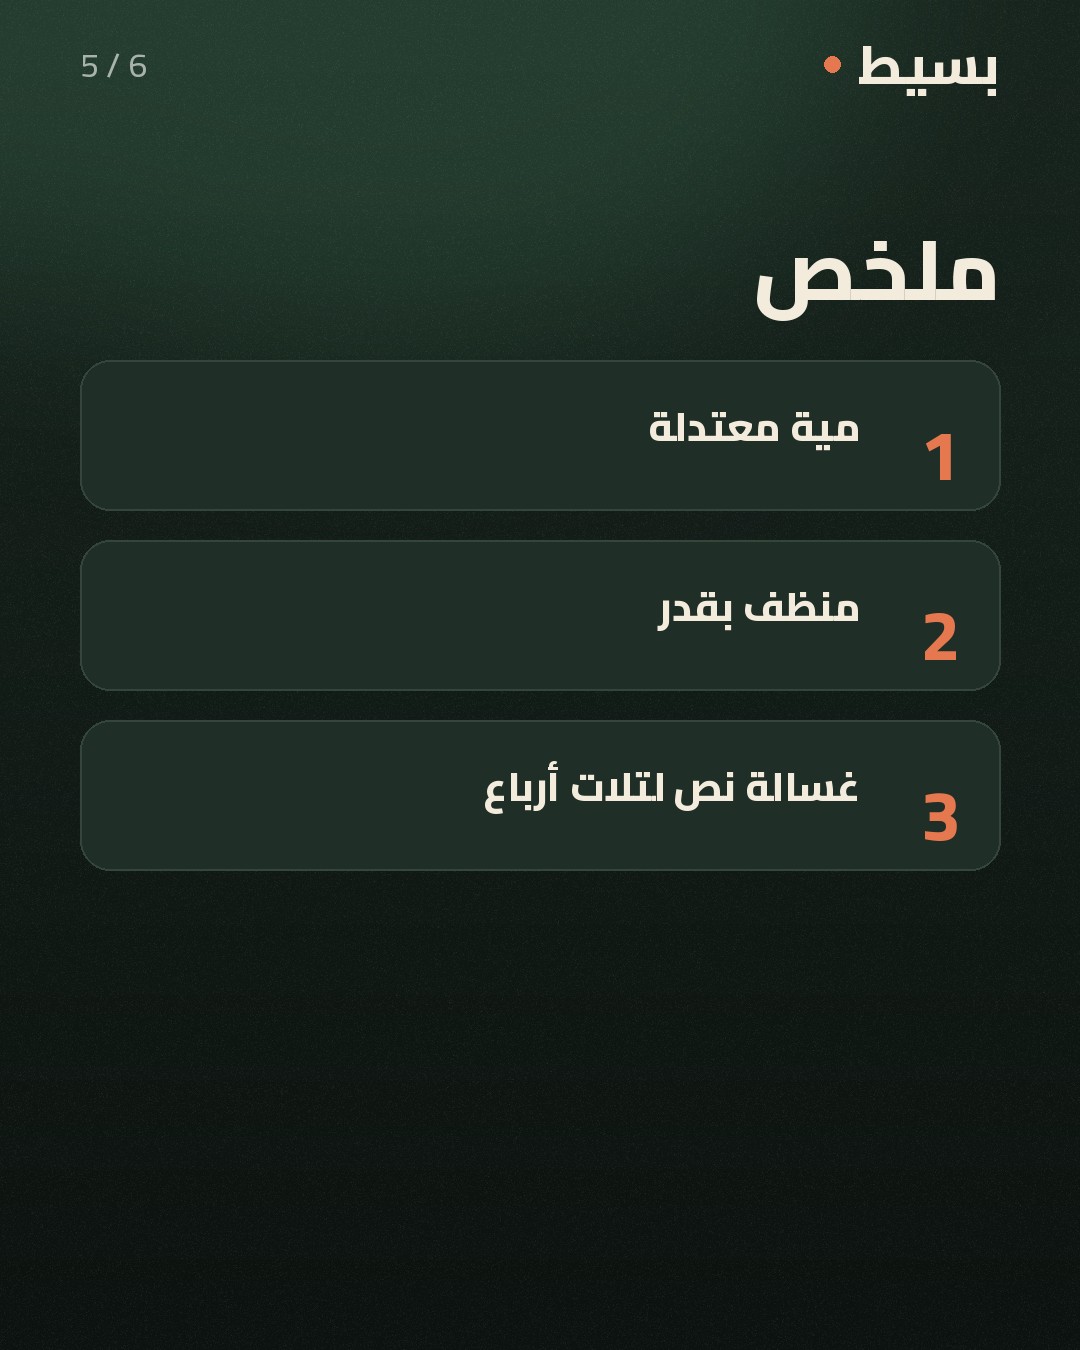 بسيط
5 / 6
ملخص
1 مية معتدلة
2 منظف بقدر
3 غسالة نص لتلات أرباع